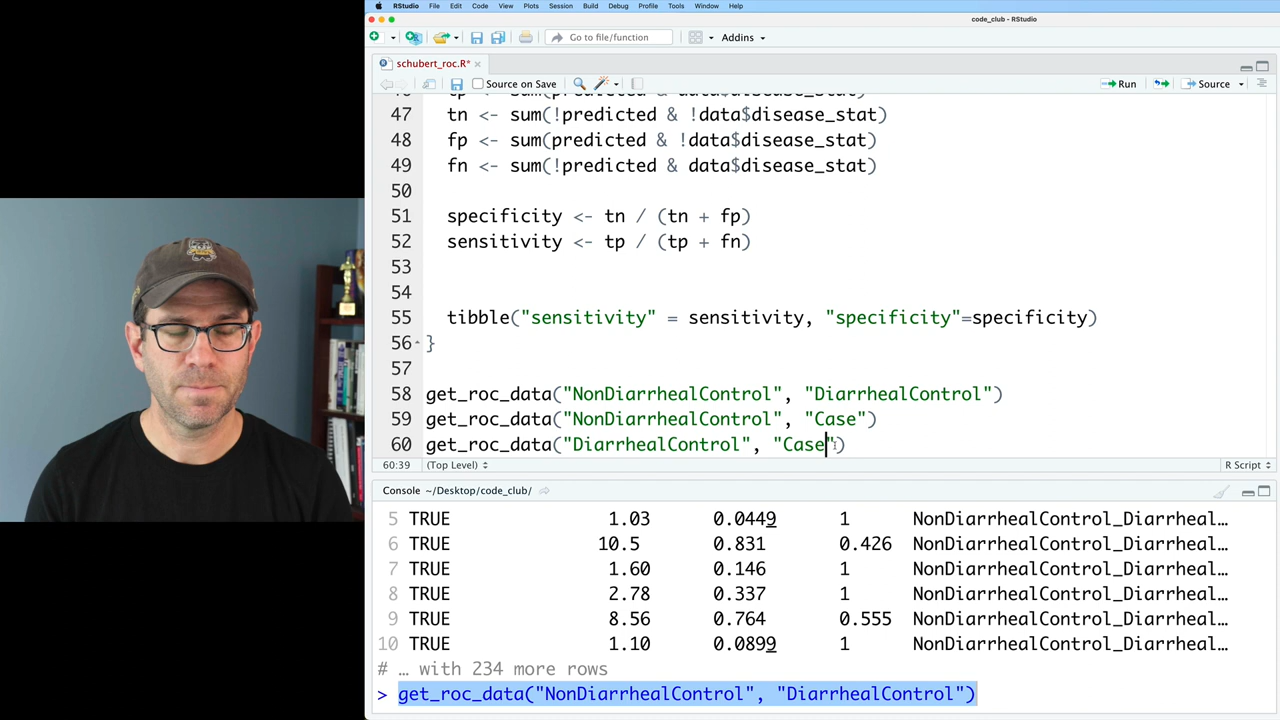 RStudio File Edit Code View Plots Session Build Debug Profile Tools Window Help
code_club - RStudio
Go to file/function Addins
schubert_roc.R*
Source on Save Run Source
47 tn <- sum(!predicted & !data$disease_stat)
48 fp <- sum(predicted & !data$disease_stat)
49 fn <- sum(!predicted & data$disease_stat)
50
51 specificity <- tn / (tn + fp)
52 sensitivity <- tp / (tp + fn)
53
54
55 tibble("sensitivity" = sensitivity, "specificity"=specificity)
56 }
57
58 get_roc_data("NonDiarrhealControl", "DiarrhealControl")
59 get_roc_data("NonDiarrhealControl", "Case")
60 get_roc_data("DiarrhealControl", "Case")
60:39 (Top Level) R Script
Console ~/Desktop/code_club/
5 TRUE 1.03 0.0449 1 NonDiarrhealControl_Diarrheal…
6 TRUE 10.5 0.831 0.426 NonDiarrhealControl_Diarrheal…
7 TRUE 1.60 0.146 1 NonDiarrhealControl_Diarrheal…
8 TRUE 2.78 0.337 1 NonDiarrhealControl_Diarrheal…
9 TRUE 8.56 0.764 0.555 NonDiarrhealControl_Diarrheal…
10 TRUE 1.10 0.0899 1 NonDiarrhealControl_Diarrheal…
# … with 234 more rows
> get_roc_data("NonDiarrhealControl", "DiarrhealControl")